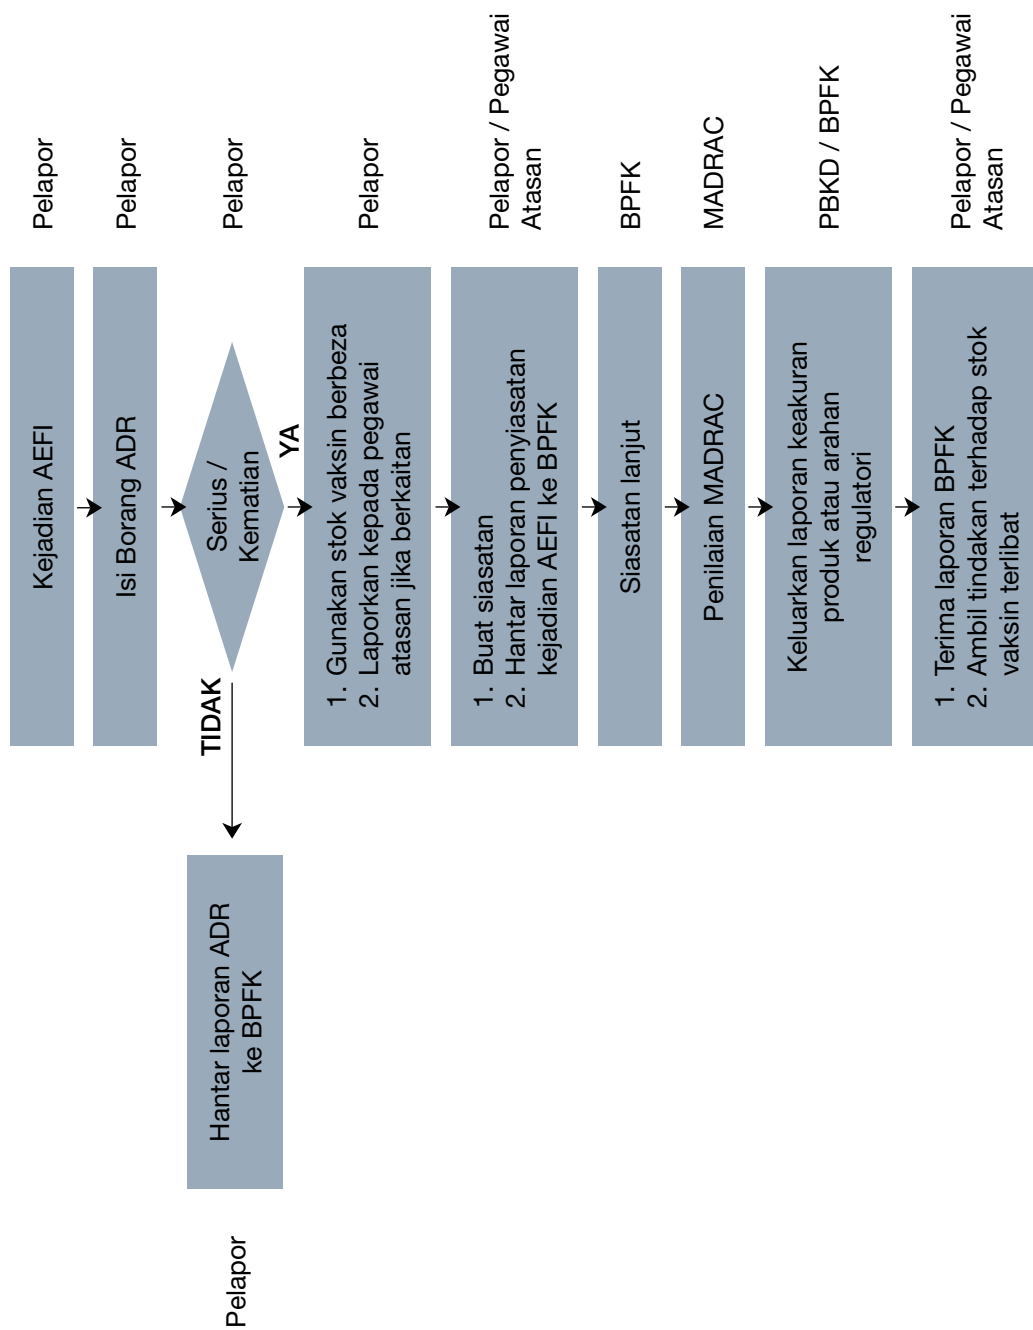 Kejadian AEFI
Pelapor
Isi Borang ADR
Pelapor
Serius /
Kematian
Pelapor
TIDAK
Hantar laporan ADR
ke BPFK
Pelapor
YA
1. Gunakan stok vaksin berbeza
2. Laporkan kepada pegawai
atasan jika berkaitan
Pelapor
1. Buat siasatan
2. Hantar laporan penyiasatan
kejadian AEFI ke BPFK
Pelapor / Pegawai
Atasan
Siasatan lanjut
BPFK
Penilaian MADRAC
MADRAC
Keluarkan laporan keakuran
produk atau arahan
regulatori
PBKD / BPFK
1. Terima laporan BPFK
2. Ambil tindakan terhadap stok
vaksin terlibat
Pelapor / Pegawai
Atasan